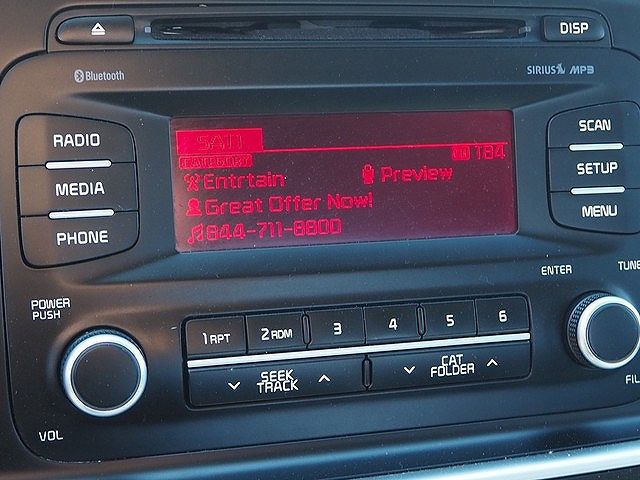 DISP
Bluetooth
SIRIUS MP3
RADIO
SCAN
SAT1
CATEGORY
CH 184
MEDIA
SETUP
Entrtain
Preview
Great Offer Now!
MENU
PHONE
844-711-8800
ENTER
TUNE
POWER
PUSH
1 RPT
2 RDM
3
4
5
6
SEEK
TRACK
CAT
FOLDER
FIL
VOL